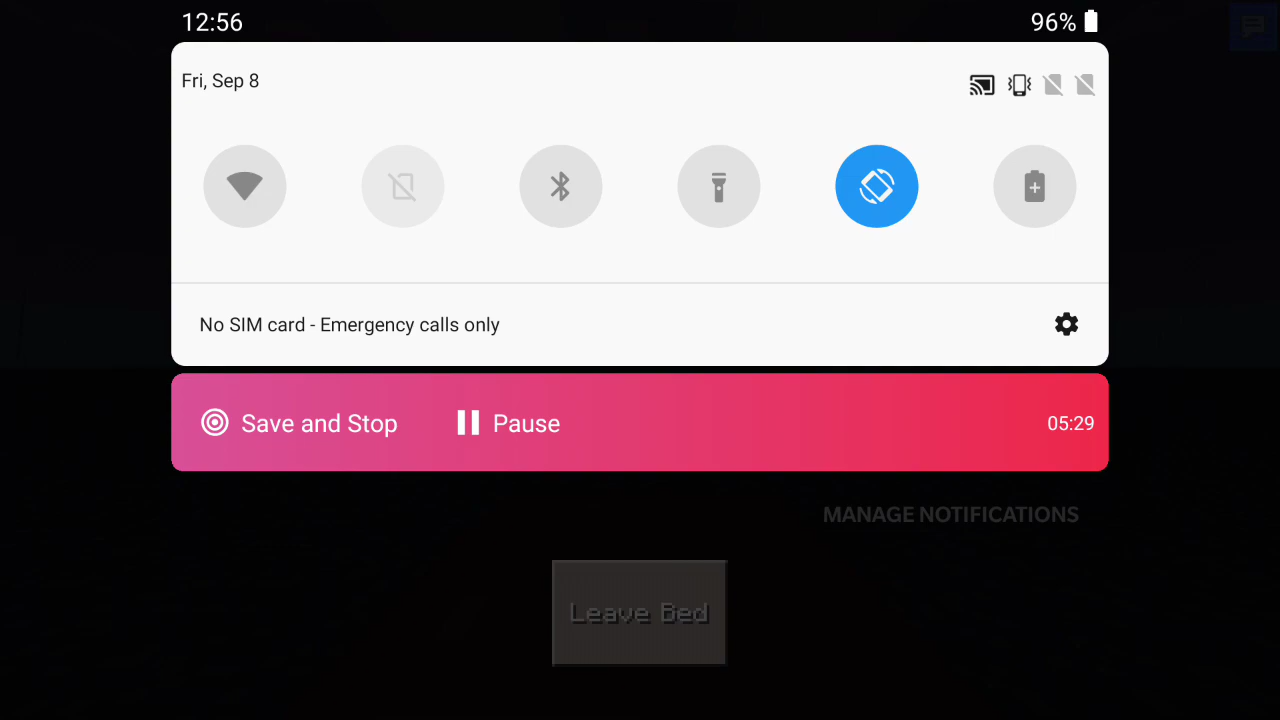 12:56
96%
Fri, Sep 8
No SIM card - Emergency calls only
Save and Stop
Pause
05:29
MANAGE NOTIFICATIONS
Leave Bed